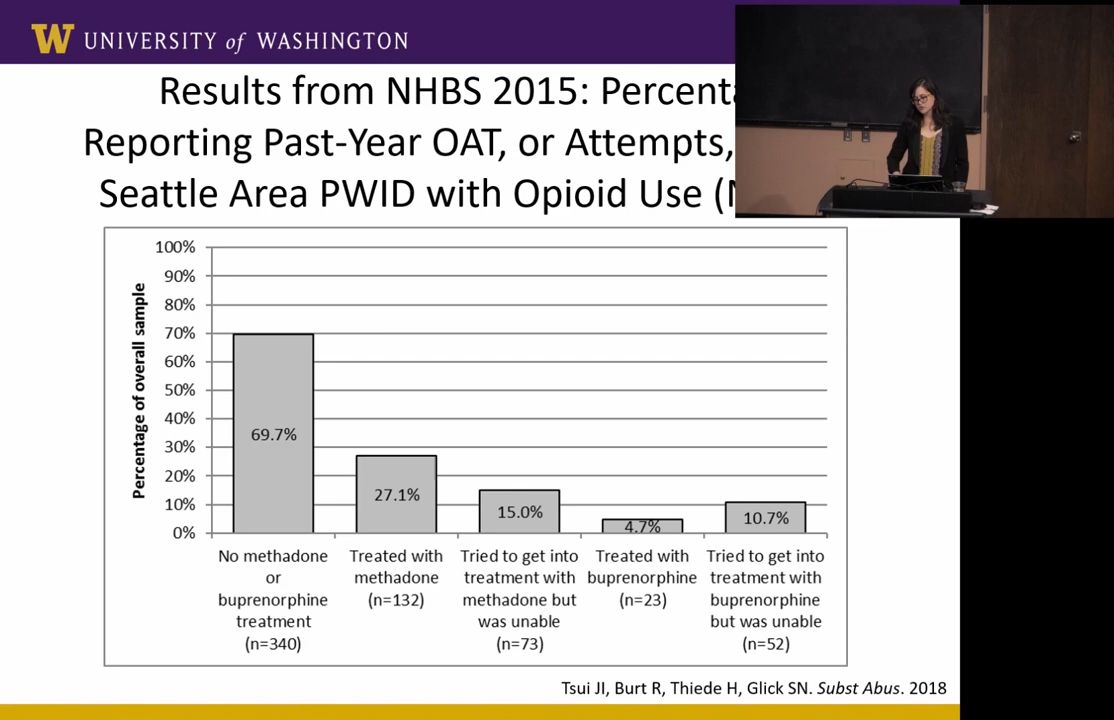 W UNIVERSITY of WASHINGTON
Results from NHBS 2015:
Reporting Past-Year OAT, or Attempts,
Seattle Area PWID with Opioid Use
Percentage of overall sample
100%
90%
80%
70%
60%
50%
40%
30%
20%
10%
0%
69.7%
27.1%
15.0%
4.7%
10.7%
No methadone
or
buprenorphine
treatment
(n=340)
Treated with
methadone
(n=132)
Tried to get into
treatment with
methadone but
was unable
(n=73)
Treated with
buprenorphine
(n=23)
Tried to get into
treatment with
buprenorphine
but was unable
(n=52)
Tsui JI, Burt R, Thiede H, Glick SN. Subst Abus. 2018